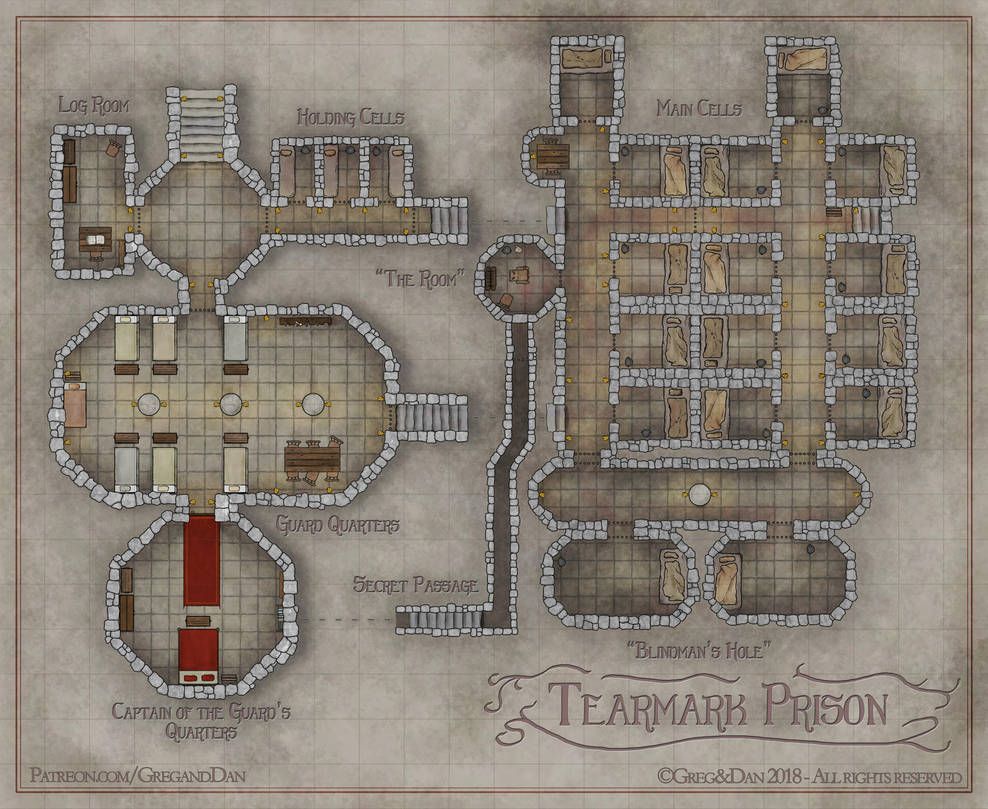 Log Room
Holding Cells
Main Cells
"The Room"
Guard Quarters
Secret Passage
"Blindman's Hole"
Captain of the Guard's
Quarters
Tearmark Prison
Patreon.com/GregandDan
©Greg&Dan 2018 - All rights reserved